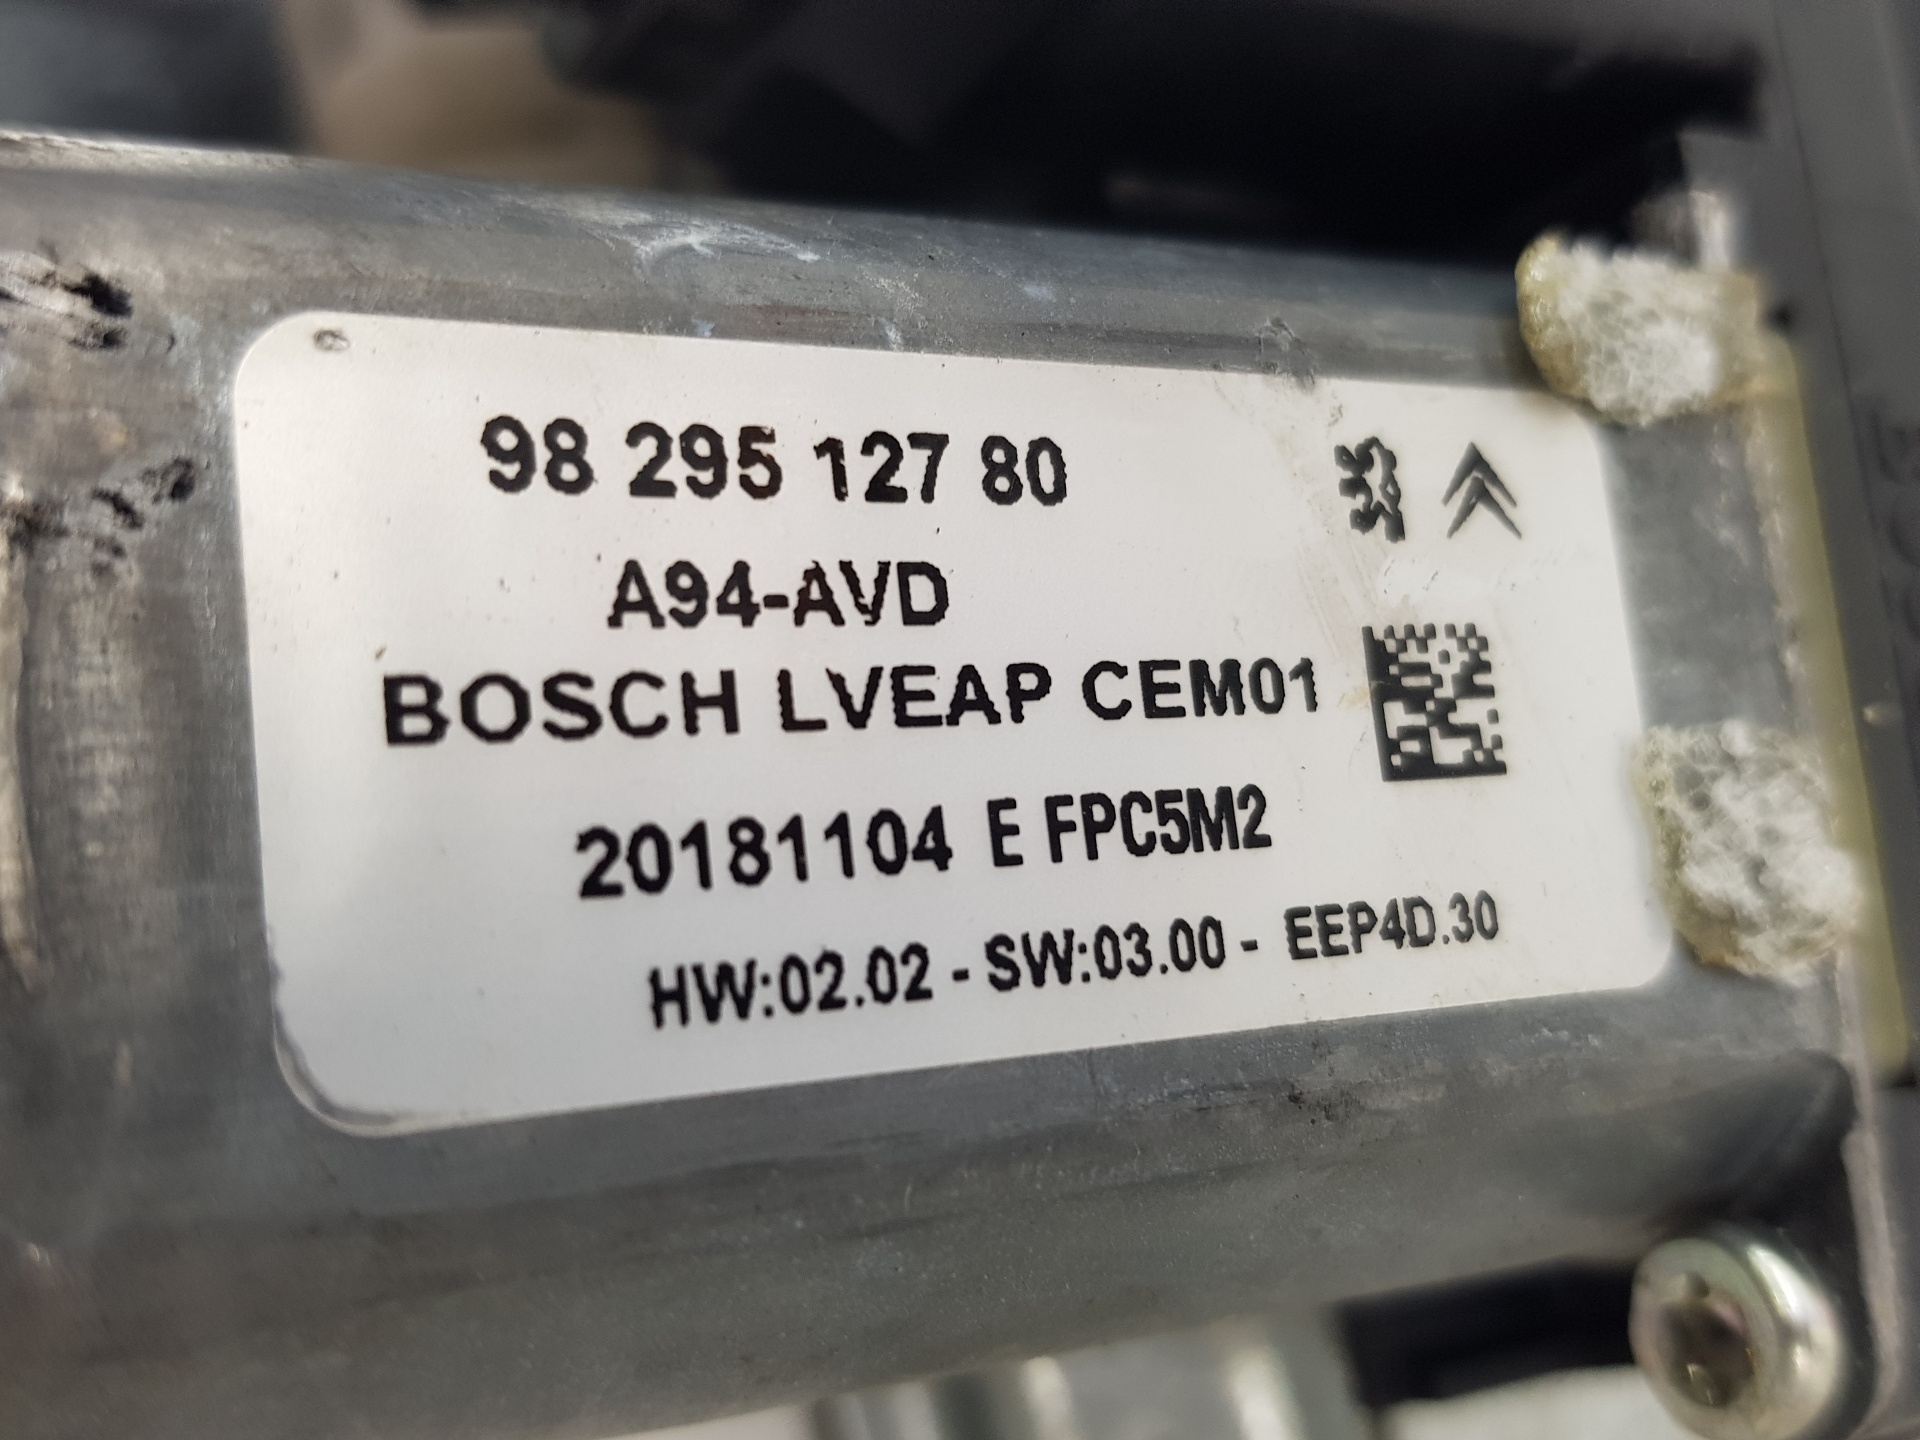 98 295 127 80
A94-AVD
BOSCH LVEAP CEM01
20181104 E FPC5M2
HW:02.02 - SW:03.00 - EEP4D.30